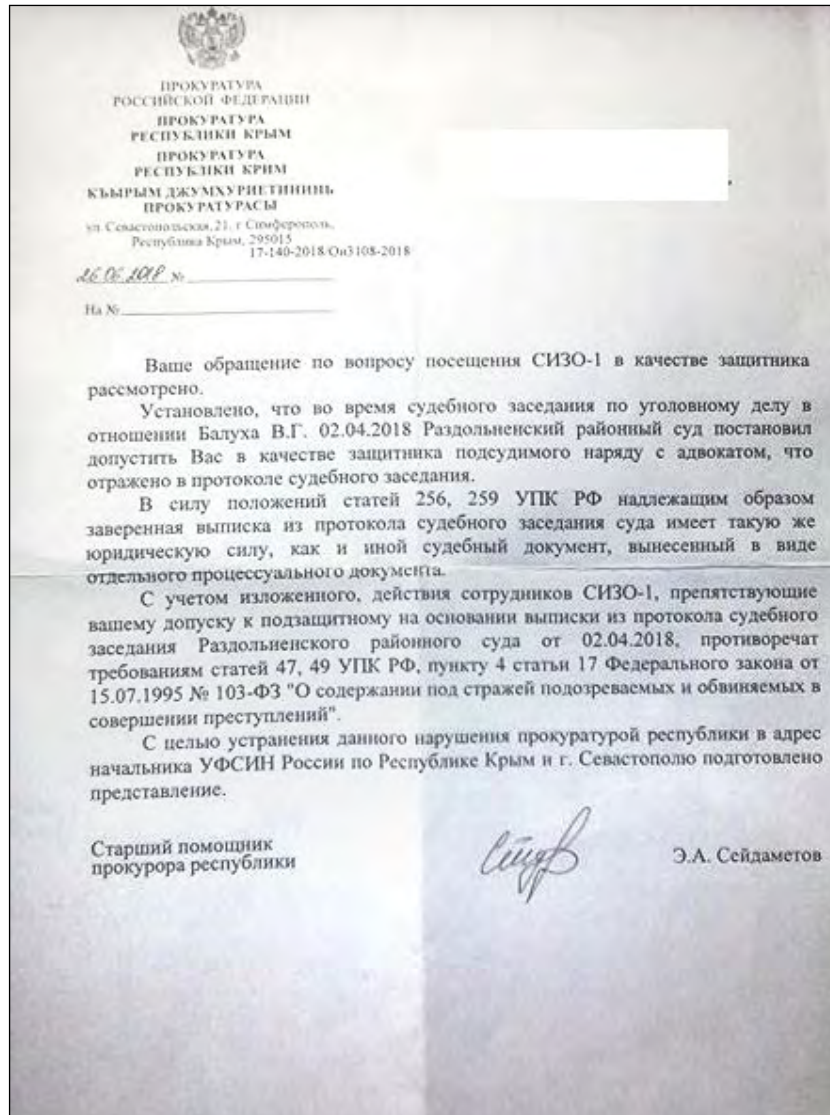 ПРОКУРАТУРА
РОССИЙСКОЙ ФЕДЕРАЦИИ
ПРОКУРАТУРА
РЕСПУБЛИКИ КРЫМ
ПРОКУРАТУРА
РЕСПУБЛІКИ КРИМ
КЪЫРЫМ ДЖУМХУРИЕТИНИНЬ
ПРОКУРАТУРАСЫ
ул. Севастопольская, 21, г. Симферополь,
Республика Крым, 295015
17-140-2018/Он3108-2018
26.06.2018 №
На №
Ваше обращение по вопросу посещения СИЗО-1 в качестве защитника
рассмотрено.
Установлено, что во время судебного заседания по уголовному делу в
отношении Балуха В.Г. 02.04.2018 Раздольненский районный суд постановил
допустить Вас в качестве защитника подсудимого наряду с адвокатом, что
отражено в протоколе судебного заседания.
В силу положений статей 256, 259 УПК РФ надлежащим образом
заверенная выписка из протокола судебного заседания суда имеет такую же
юридическую силу, как и иной судебный документ, вынесенный в виде
отдельного процессуального документа.
С учетом изложенного, действия сотрудников СИЗО-1, препятствующие
вашему допуску к подзащитному на основании выписки из протокола судебного
заседания Раздольненского районного суда от 02.04.2018, противоречат
требованиям статей 47, 49 УПК РФ, пункту 4 статьи 17 Федерального закона от
15.07.1995 № 103-ФЗ "О содержании под стражей подозреваемых и обвиняемых в
совершении преступлений".
С целью устранения данного нарушения прокуратурой республики в адрес
начальника УФСИН России по Республике Крым и г. Севастополю подготовлено
представление.
Старший помощник
прокурора республики
Э.А. Сейдаметов